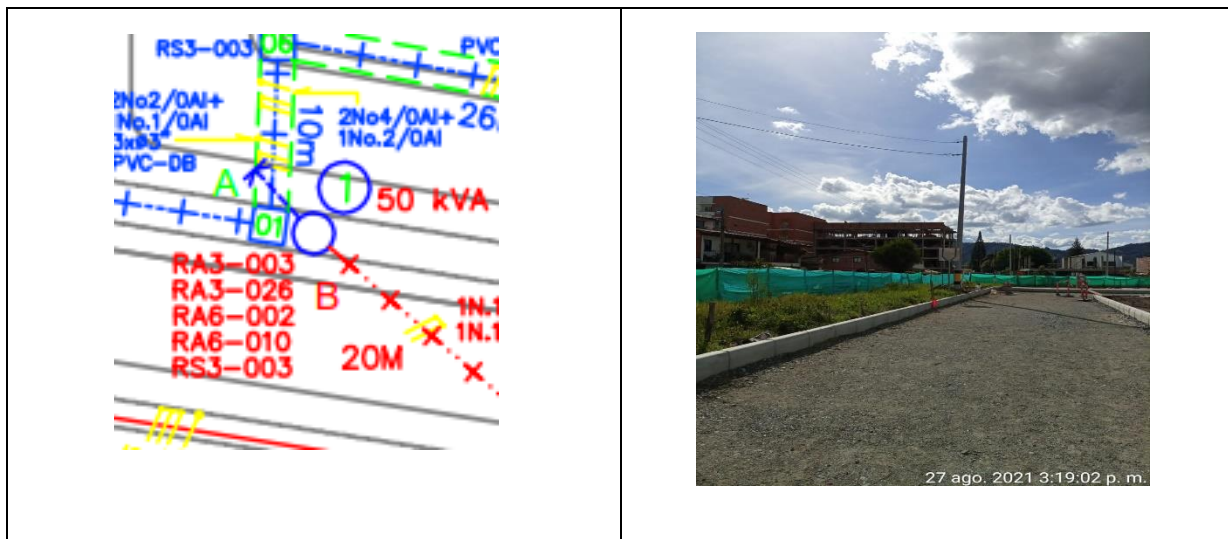 06
RS3-003
PVC
2No2/0Al+
1No.1/0Al
3xø3"
PVC-DB
10m
2No4/0Al+
1No.2/0Al
26
A
1
50 kVA
01
RA3-003
RA3-026
RA6-002
RA6-010
RS3-003
B
1N.1
1N.1
20M
27 ago. 2021 3:19:02 p. m.